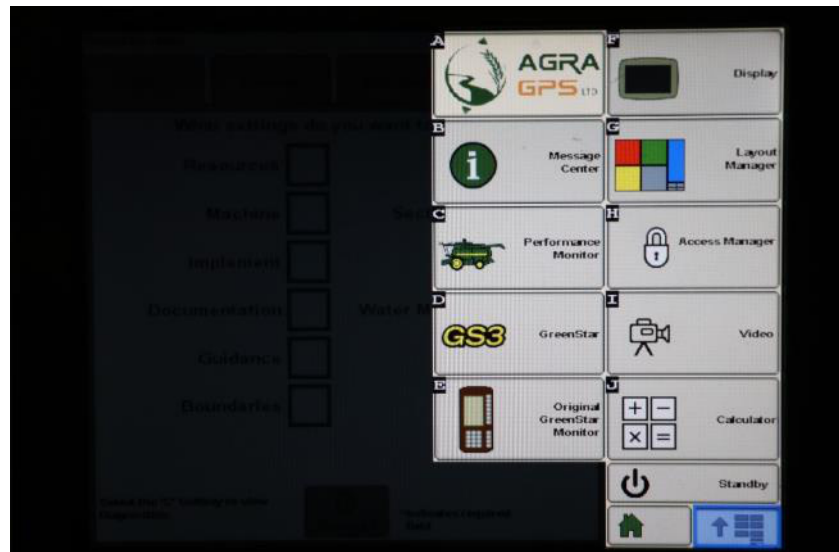 A
AGRA
GPS LTD
F
Display
What settings do you want
B
Message
Center
G
Layout
Manager
Resources
Machine
C
Performance
Monitor
H
Access Manager
Implement
Documentation
Water M
D
GS3
GreenStar
I
Video
Guidance
Boundaries
E
Original
GreenStar
Monitor
J
Calculator
Standby